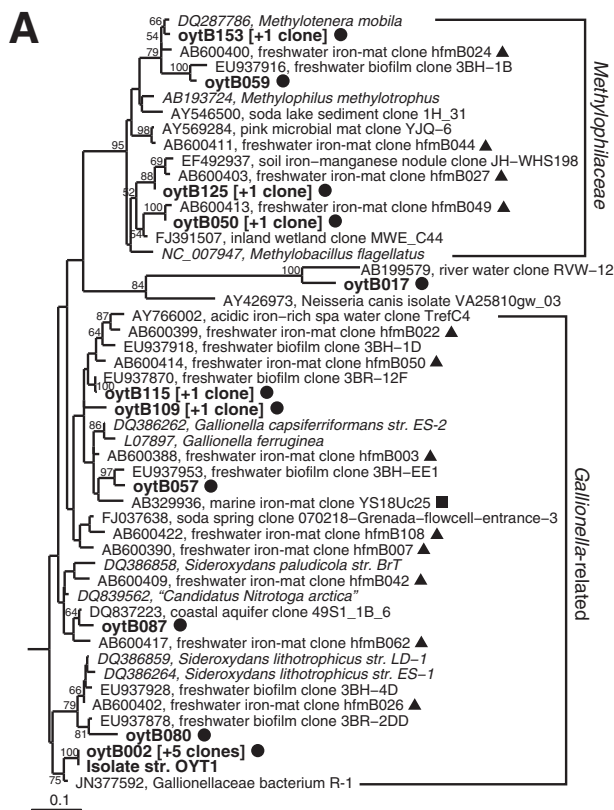 A
66
DQ287786, Methylotenera mobila
54
oytB153 [+1 clone]
79
AB600400, freshwater iron-mat clone hfmB024
100
EU937916, freshwater biofilm clone 3BH-1B
oytB059
AB193724, Methylophilus methylotrophus
AY546500, soda lake sediment clone 1H_31
98
AY569284, pink microbial mat clone YJQ-6
AB600411, freshwater iron-mat clone hfmB044
95
69
EF492937, soil iron-manganese nodule clone JH-WHS198
88
AB600403, freshwater iron-mat clone hfmB027
52
oytB125 [+1 clone]
100
AB600413, freshwater iron-mat clone hfmB049
oytB050 [+1 clone]
54
FJ391507, inland wetland clone MWE_C44
NC_007947, Methylobacillus flagellatus
Methylophilaceae
100
AB199579, river water clone RVW-12
84
oytB017
AY426973, Neisseria canis isolate VA25810gw_03
87
AY766002, acidic iron-rich spa water clone TrefC4
64
AB600399, freshwater iron-mat clone hfmB022
EU937918, freshwater biofilm clone 3BH-1D
AB600414, freshwater iron-mat clone hfmB050
EU937870, freshwater biofilm clone 3BR-12F
100
oytB115 [+1 clone]
oytB109 [+1 clone]
86
DQ386262, Gallionella capsiferriformans str. ES-2
L07897, Gallionella ferruginea
AB600388, freshwater iron-mat clone hfmB003
97
EU937953, freshwater biofilm clone 3BH-EE1
oytB057
AB329936, marine iron-mat clone YS18Uc25
FJ037638, soda spring clone 070218-Grenada-flowcell-entrance-3
AB600422, freshwater iron-mat clone hfmB108
AB600390, freshwater iron-mat clone hfmB007
DQ386858, Sideroxydans paludicola str. BrT
AB600409, freshwater iron-mat clone hfmB042
DQ839562, “Candidatus Nitrotoga arctica”
64
DQ837223, coastal aquifer clone 49S1_1B_6
oytB087
AB600417, freshwater iron-mat clone hfmB062
DQ386859, Sideroxydans lithotrophicus str. LD-1
DQ386264, Sideroxydans lithotrophicus str. ES-1
66
EU937928, freshwater biofilm clone 3BH-4D
79
AB600402, freshwater iron-mat clone hfmB026
EU937878, freshwater biofilm clone 3BR-2DD
81
oytB080
100
oytB002 [+5 clones]
Isolate str. OYT1
75
JN377592, Gallionellaceae bacterium R-1
Gallionella-related
0.1